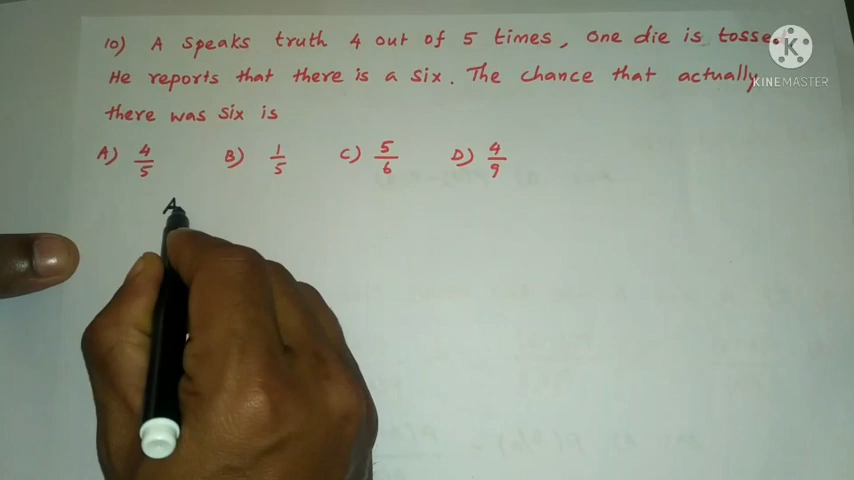 10) A speaks truth 4 out of 5 times, One die is tosse
He reports that there is a six. The chance that actually
there was six is
A) 4/5 B) 1/5 C) 5/6 D) 4/9
A
K
KINEMASTER